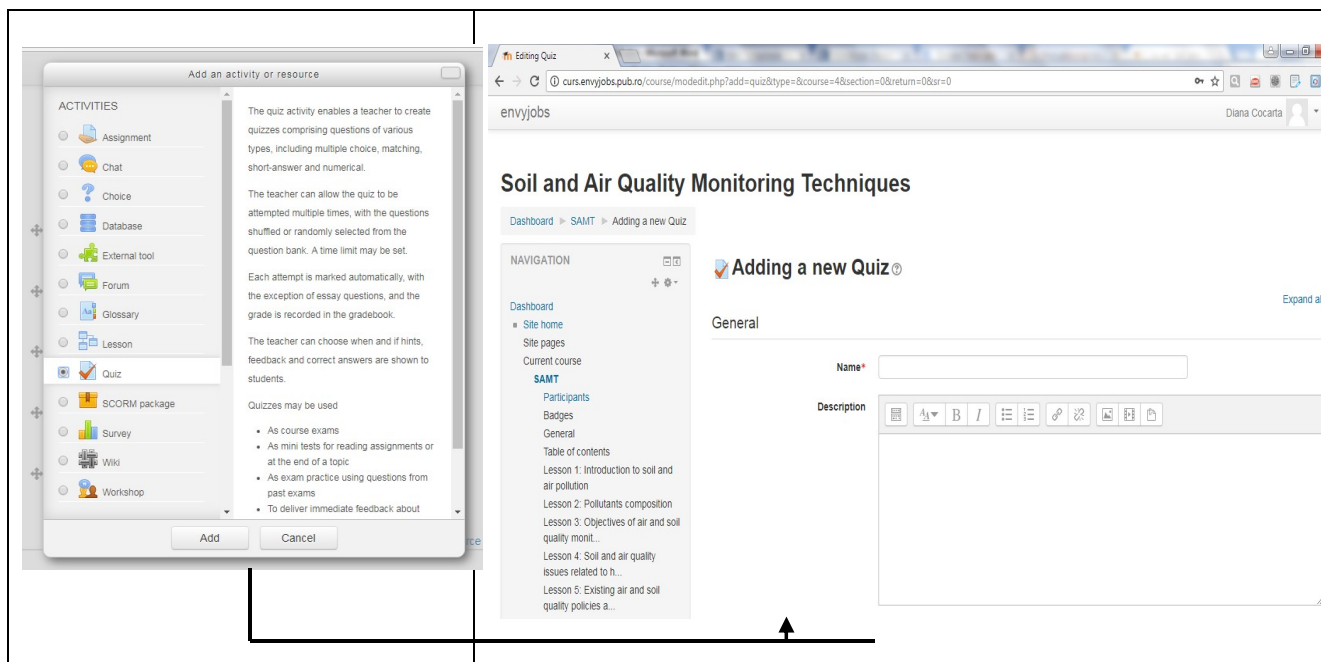 Add an activity or resource
ACTIVITIES
Assignment
Chat
Choice
Database
External tool
Forum
Glossary
Lesson
Quiz
SCORM package
Survey
Wiki
Workshop
The quiz activity enables a teacher to create
quizzes comprising questions of various
types, including multiple choice, matching,
short-answer and numerical.
The teacher can allow the quiz to be
attempted multiple times, with the questions
shuffled or randomly selected from the
question bank. A time limit may be set.
Each attempt is marked automatically, with
the exception of essay questions, and the
grade is recorded in the gradebook.
The teacher can choose when and if hints,
feedback and correct answers are shown to
students.
Quizzes may be used
• As course exams
• As mini tests for reading assignments or
at the end of a topic
• As exam practice using questions from
past exams
• To deliver immediate feedback about
Add
Cancel
Editing Quiz
curs.envyjobs.pub.ro/course/modedit.php?add=quiz&type=&course=4&section=0&return=0&sr=0
envyjobs
Diana Cocarta
Soil and Air Quality Monitoring Techniques
Dashboard ▶ SAMT ▶ Adding a new Quiz
NAVIGATION
Dashboard
Site home
Site pages
Current course
SAMT
Participants
Badges
General
Table of contents
Lesson 1: Introduction to soil and
air pollution
Lesson 2: Pollutants composition
Lesson 3: Objectives of air and soil
quality monit...
Lesson 4: Soil and air quality
issues related to h...
Lesson 5: Existing air and soil
quality policies a...
Adding a new Quiz
Expand al
General
Name*
Description